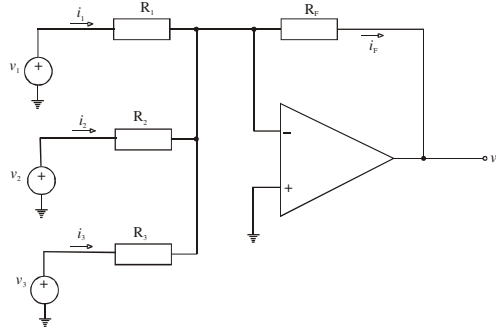 i1 R1 RF
iF
v1 +
i2 R2
−
v
v2 +
+
i3 R3
v3 +